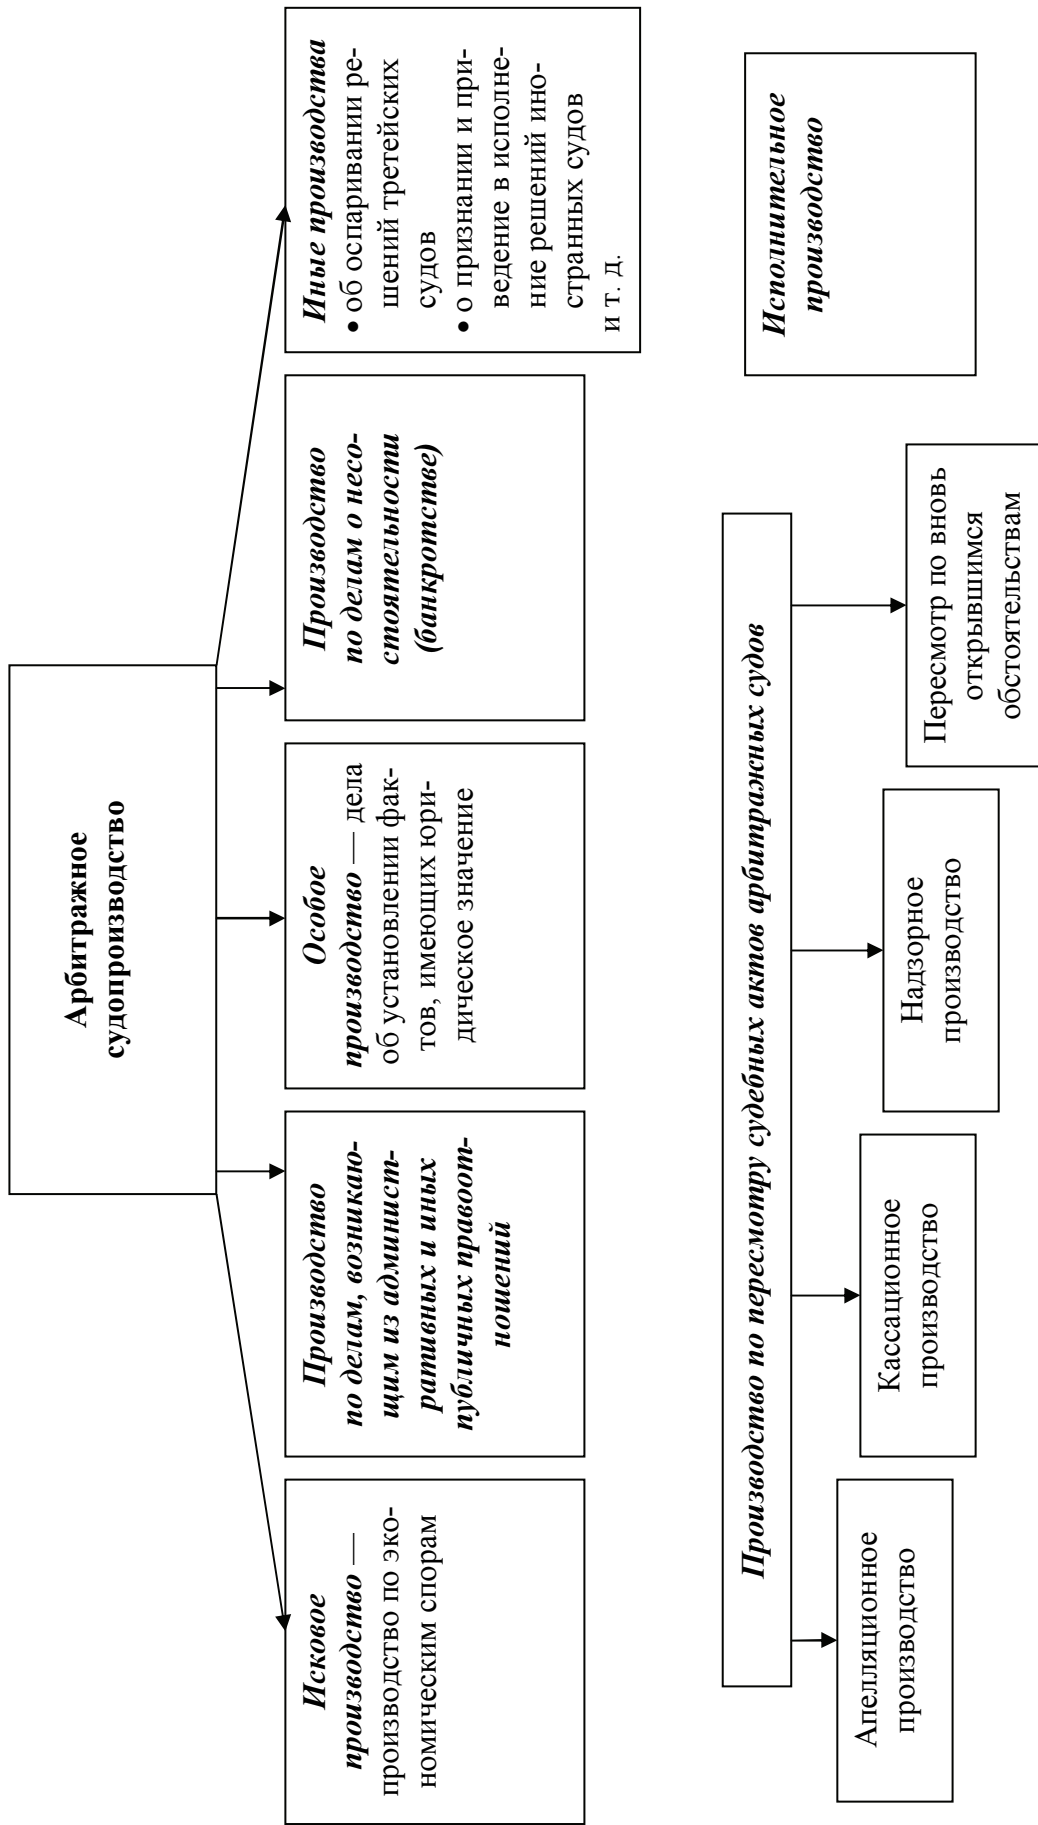 Арбитражное
судопроизводство
Исковое
производство —
производство по эко-
номическим спорам
Производство
по делам, возникаю-
щим из админист-
ративных и иных
публичных правоот-
ношений
Особое
производство — дела
об установлении фак-
тов, имеющих юри-
дическое значение
Производство
по делам о несо-
стоятельности
(банкротстве)
Иные производства
• об оспаривании ре-
шений третейских
судов
• о признании и при-
ведение в исполне-
ние решений ино-
странных судов
и т. д.
Производство по пересмотру судебных актов арбитражных судов
Апелляционное
производство
Кассационное
производство
Надзорное
производство
Пересмотр по вновь
открывшимся
обстоятельствам
Исполнительное
производство